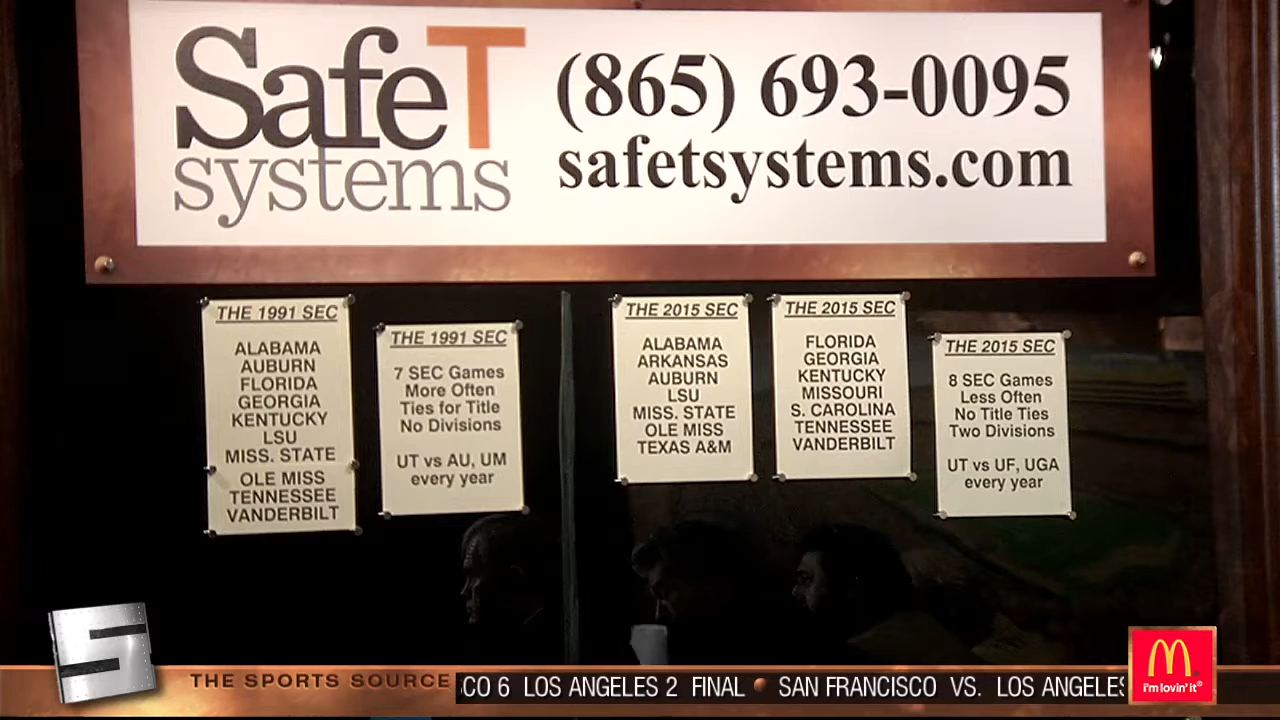 SafeT
systems
(865) 693-0095
safetsystems.com
THE 1991 SEC
ALABAMA
AUBURN
FLORIDA
GEORGIA
KENTUCKY
LSU
MISS. STATE
OLE MISS
TENNESSEE
VANDERBILT
THE 1991 SEC
7 SEC Games
More Often
Ties for Title
No Divisions
UT vs AU, UM
every year
THE 2015 SEC
ALABAMA
ARKANSAS
AUBURN
LSU
MISS. STATE
OLE MISS
TEXAS A&M
THE 2015 SEC
FLORIDA
GEORGIA
KENTUCKY
MISSOURI
S. CAROLINA
TENNESSEE
VANDERBILT
THE 2015 SEC
8 SEC Games
Less Often
No Title Ties
Two Divisions
UT vs UF, UGA
every year
S
THE SPORTS SOURCE
CO 6 LOS ANGELES 2 FINAL • SAN FRANCISCO VS. LOS ANGELES
i'm lovin' it®